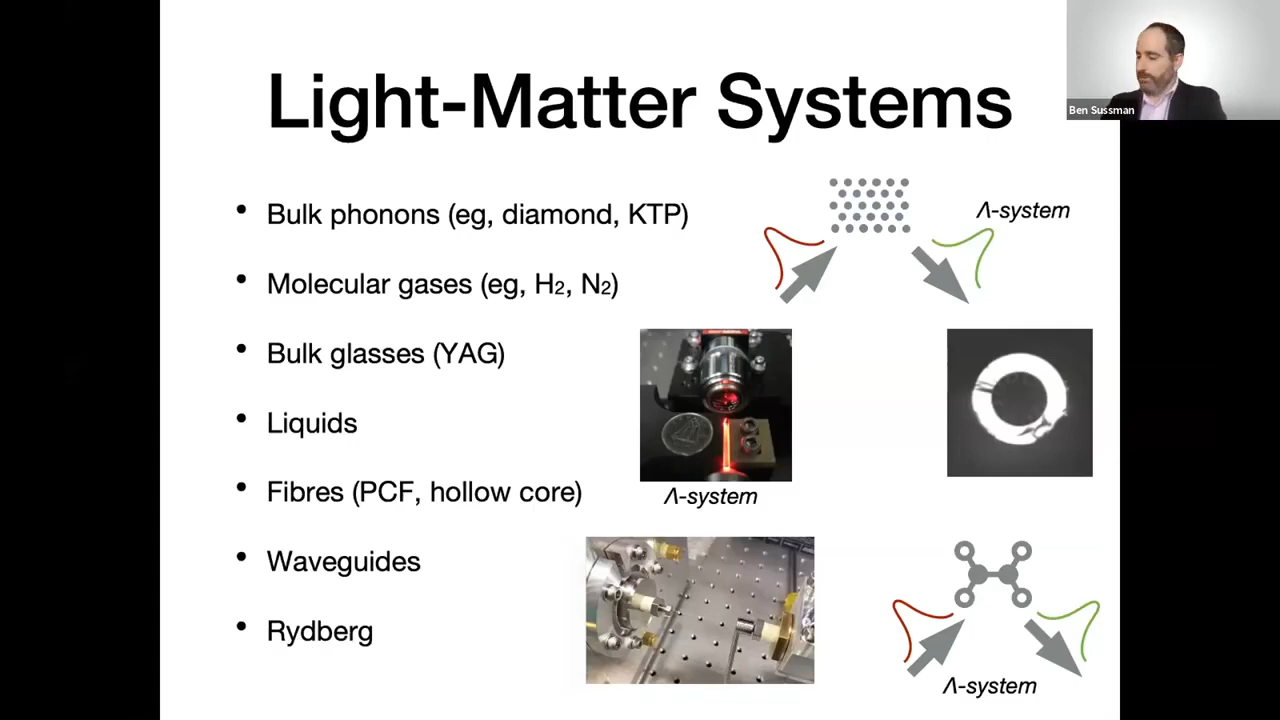 Light-Matter Systems
Ben Sussman
• Bulk phonons (eg, diamond, KTP)
Λ-system
• Molecular gases (eg, H₂, N₂)
• Bulk glasses (YAG)
• Liquids
• Fibres (PCF, hollow core)
Λ-system
• Waveguides
• Rydberg
Λ-system